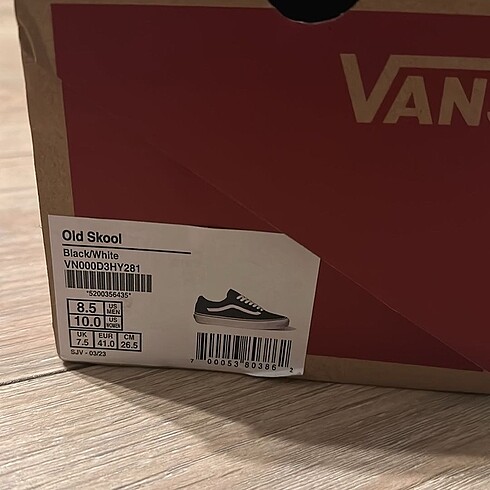 VANS
Old Skool
Black/White
VN000D3HY281
*5200356435*
8.5 US MEN
10.0 US WOMEN
UK EUR CM
7.5 41.0 26.5
SJV - 03/23
7 00053 80386 2